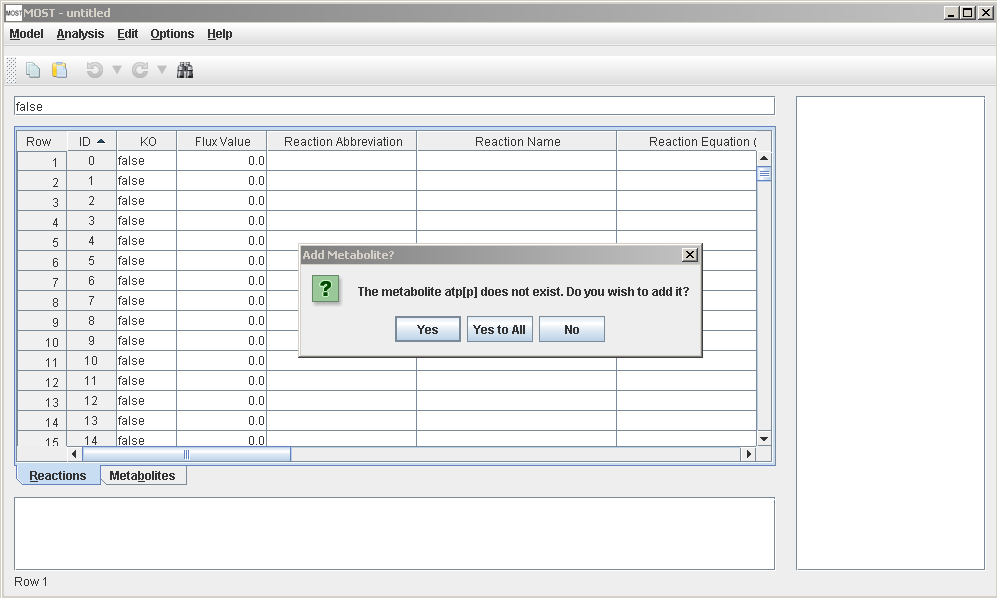 MOST MOST - untitled
Model Analysis Edit Options Help
false
Row ID KO Flux Value Reaction Abbreviation Reaction Name Reaction Equation (
1 0 false 0.0
2 1 false 0.0
3 2 false 0.0
4 3 false 0.0
5 4 false 0.0
6 5 false 0.0
7 6 false 0.0
8 7 false 0.0
9 8 false 0.0
10 9 false 0.0
11 10 false 0.0
12 11 false 0.0
13 12 false 0.0
14 13 false 0.0
15 14 false 0.0
Add Metabolite?
? The metabolite atp[p] does not exist. Do you wish to add it?
Yes Yes to All No
Reactions Metabolites
Row 1